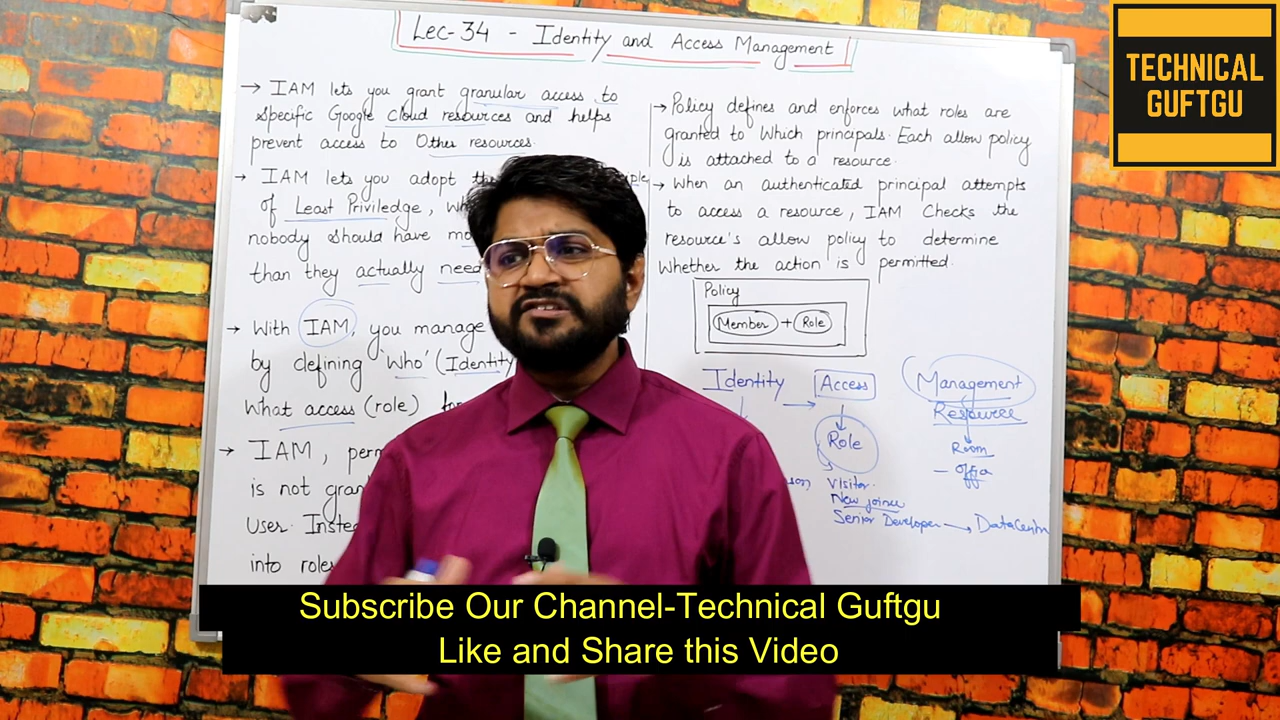 Lec-34 - Identity and Access Management
→ IAM lets you grant granular access to
specific Google Cloud resources and helps
prevent access to Other resources.
→ IAM lets you adopt
of Least Priviledge,
nobody should have
than they actually need
→ With IAM, you manage
by defining 'Who' (Identity
What access (role)
→ IAM,
is not
User. Instead
into roles
→ Policy defines and enforces what roles are
granted to Which principals. Each allow policy
is attached to a resource.
→ When an authenticated principal attempts
to access a resource, IAM Checks the
resource's allow policy to determine
Whether the action is permitted.
Policy
Member + Role
Identity → Access Management
Resource
Role
Room
Visitor
New joinee
Senior Developer →
TECHNICAL
GUFTGU
Subscribe Our Channel-Technical Guftgu
Like and Share this Video